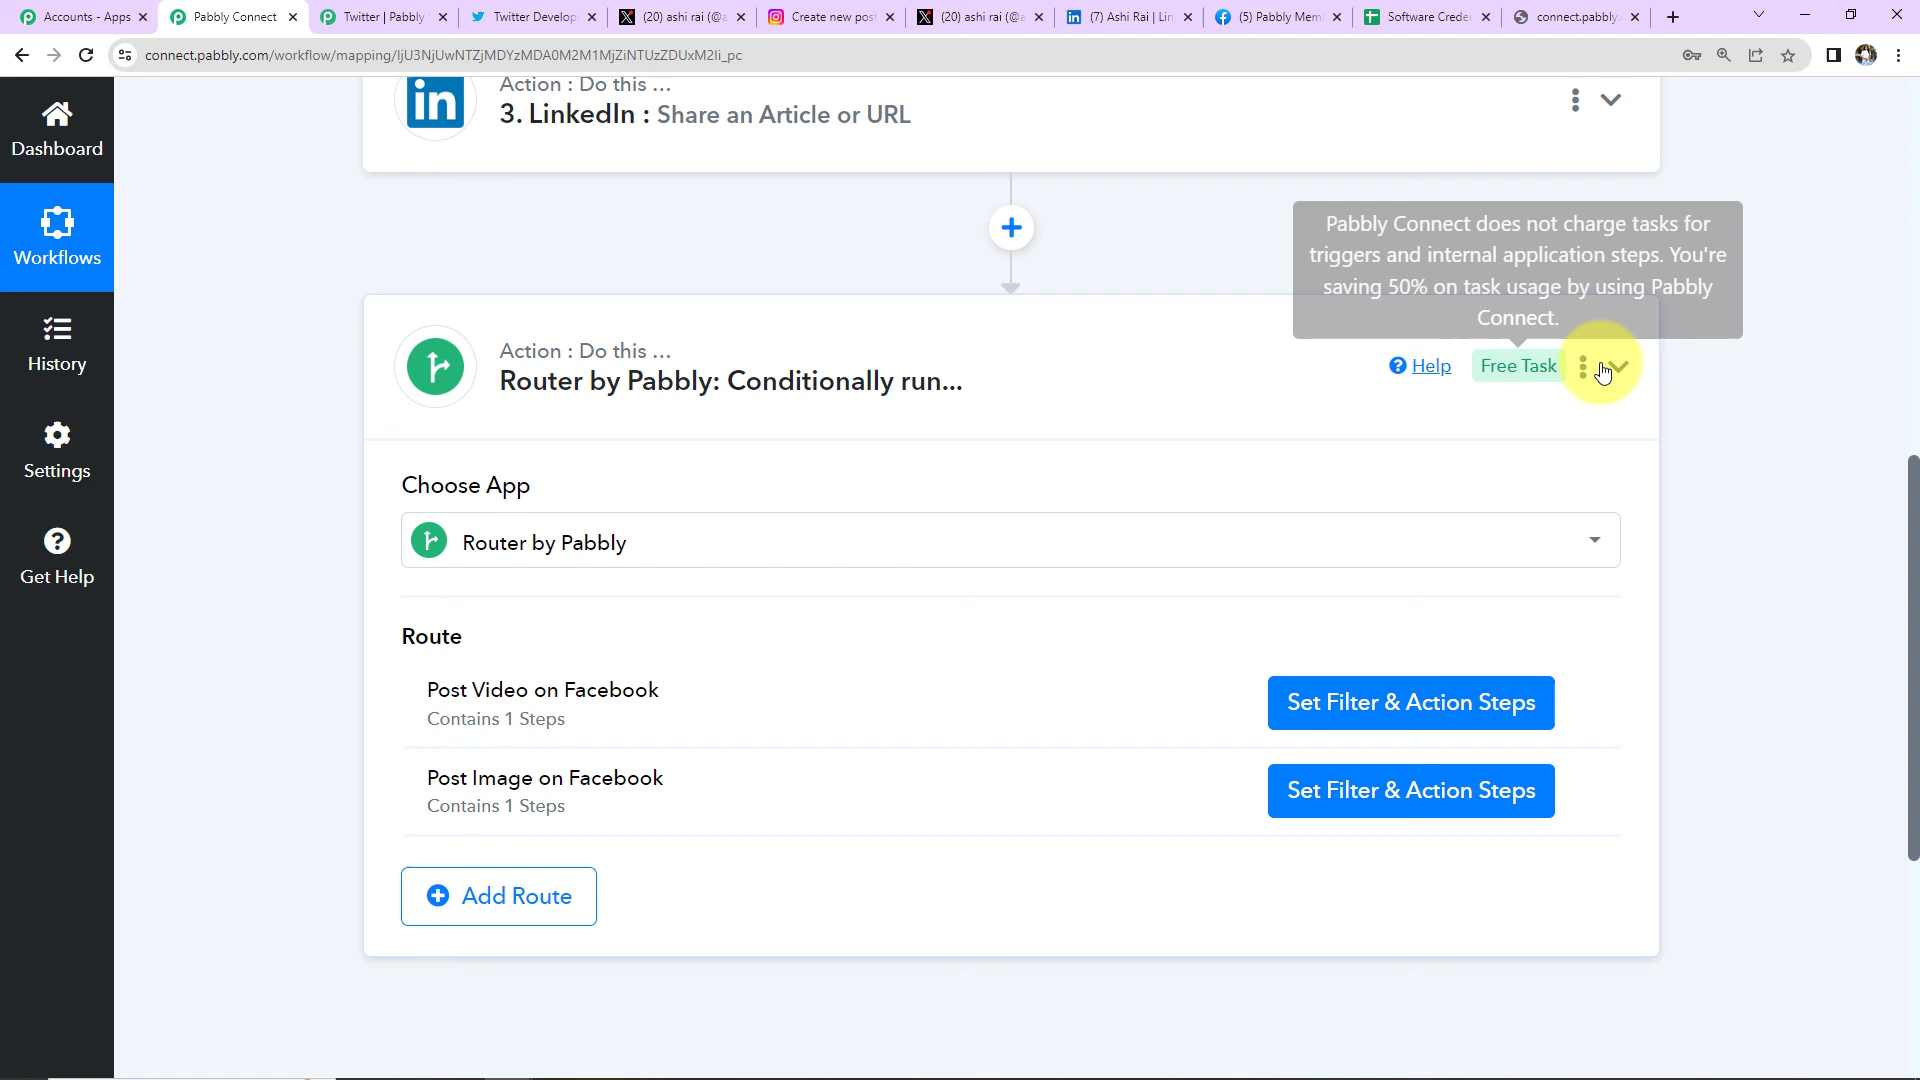 Accounts - Apps
Pabbly Connect
Twitter | Pabbly
Twitter Develop
(20) ashi rai (@a
Create new post
(20) ashi rai (@a
(7) Ashi Rai | Lin
(5) Pabbly Mem
Software Creder
connect.pabbly.
connect.pabbly.com/workflow/mapping/IjU3NjUwNTZjMDYzMDA0M2M1MjZiNTUzZDUxM2Ii_pc
Dashboard
Workflows
History
Settings
Get Help
Action : Do this ...
3. LinkedIn : Share an Article or URL
Pabbly Connect does not charge tasks for
triggers and internal application steps. You're
saving 50% on task usage by using Pabbly
Connect.
Action : Do this ...
Router by Pabbly: Conditionally run...
Help
Free Task
Choose App
Router by Pabbly
Route
Post Video on Facebook
Contains 1 Steps
Set Filter & Action Steps
Post Image on Facebook
Contains 1 Steps
Set Filter & Action Steps
Add Route